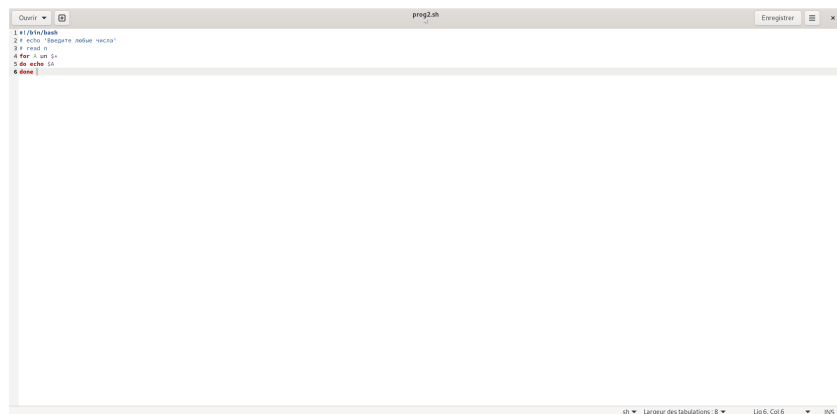 Ouvrir
prog2.sh
Enregistrer
1 #!/bin/bash
2 # echo 'Введите любые числа'
3 # read n
4 for A un $*
5 do echo $A
6 done
sh Largeur des tabulations : 8 Lig 6, Col 6 INS